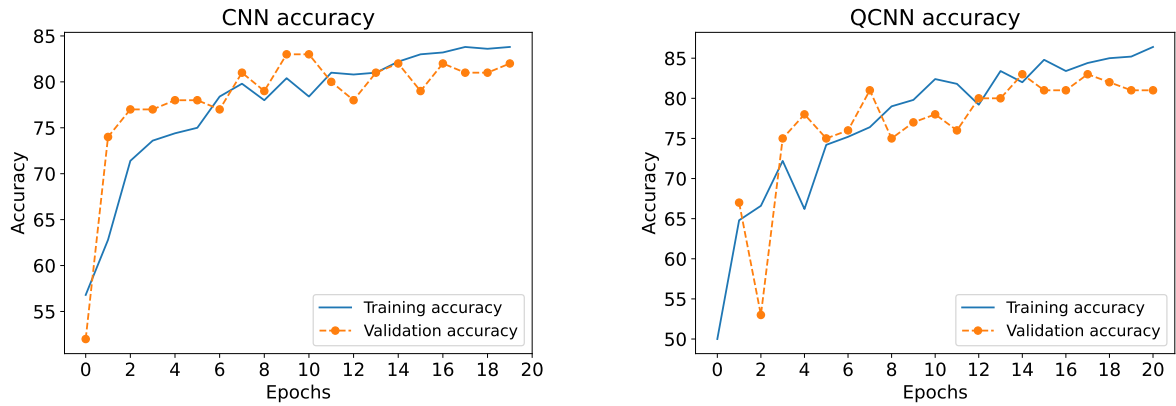 CNN accuracy
85
80
75
70
65
60
55
Accuracy
0 2 4 6 8 10 12 14 16 18 20
Epochs
Training accuracy
Validation accuracy
QCNN accuracy
85
80
75
70
65
60
55
50
Accuracy
0 2 4 6 8 10 12 14 16 18 20
Epochs
Training accuracy
Validation accuracy